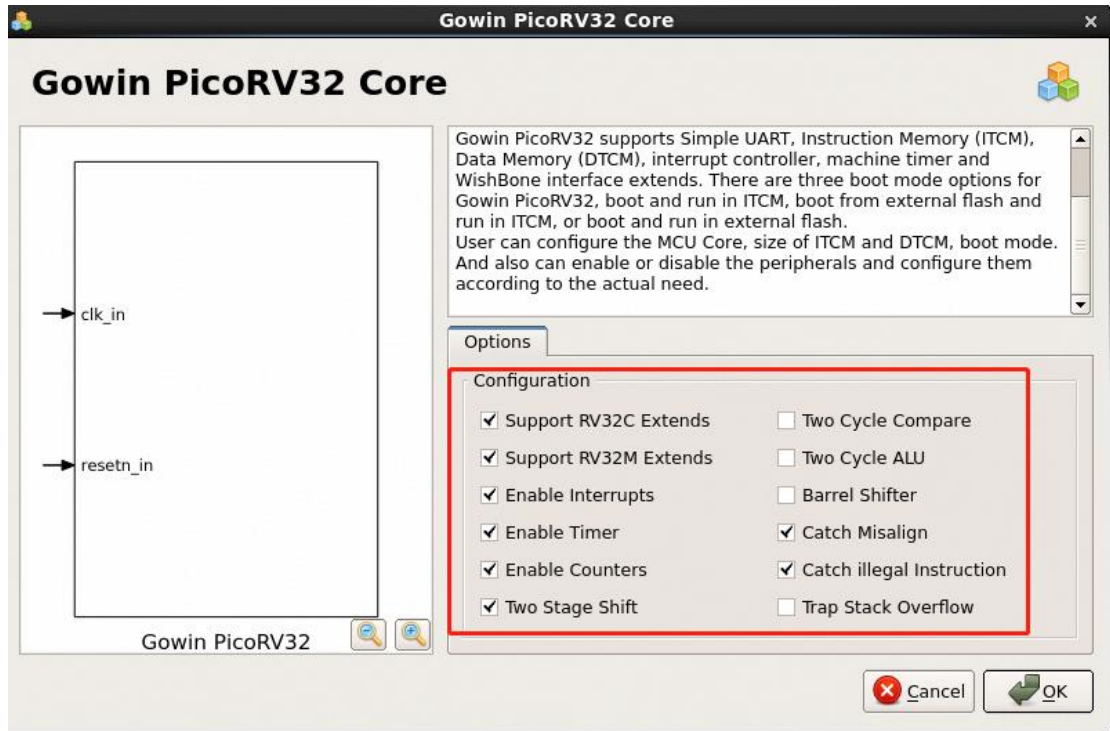 Gowin PicoRV32 Core
Gowin PicoRV32 Core
clk_in
resetn_in
Gowin PicoRV32
Gowin PicoRV32 supports Simple UART, Instruction Memory (ITCM),
Data Memory (DTCM), interrupt controller, machine timer and
WishBone interface extends. There are three boot mode options for
Gowin PicoRV32, boot and run in ITCM, boot from external flash and
run in ITCM, or boot and run in external flash.
User can configure the MCU Core, size of ITCM and DTCM, boot mode.
And also can enable or disable the peripherals and configure them
according to the actual need.
Options
Configuration
Support RV32C Extends
Two Cycle Compare
Support RV32M Extends
Two Cycle ALU
Enable Interrupts
Barrel Shifter
Enable Timer
Catch Misalign
Enable Counters
Catch illegal Instruction
Two Stage Shift
Trap Stack Overflow
Cancel
OK